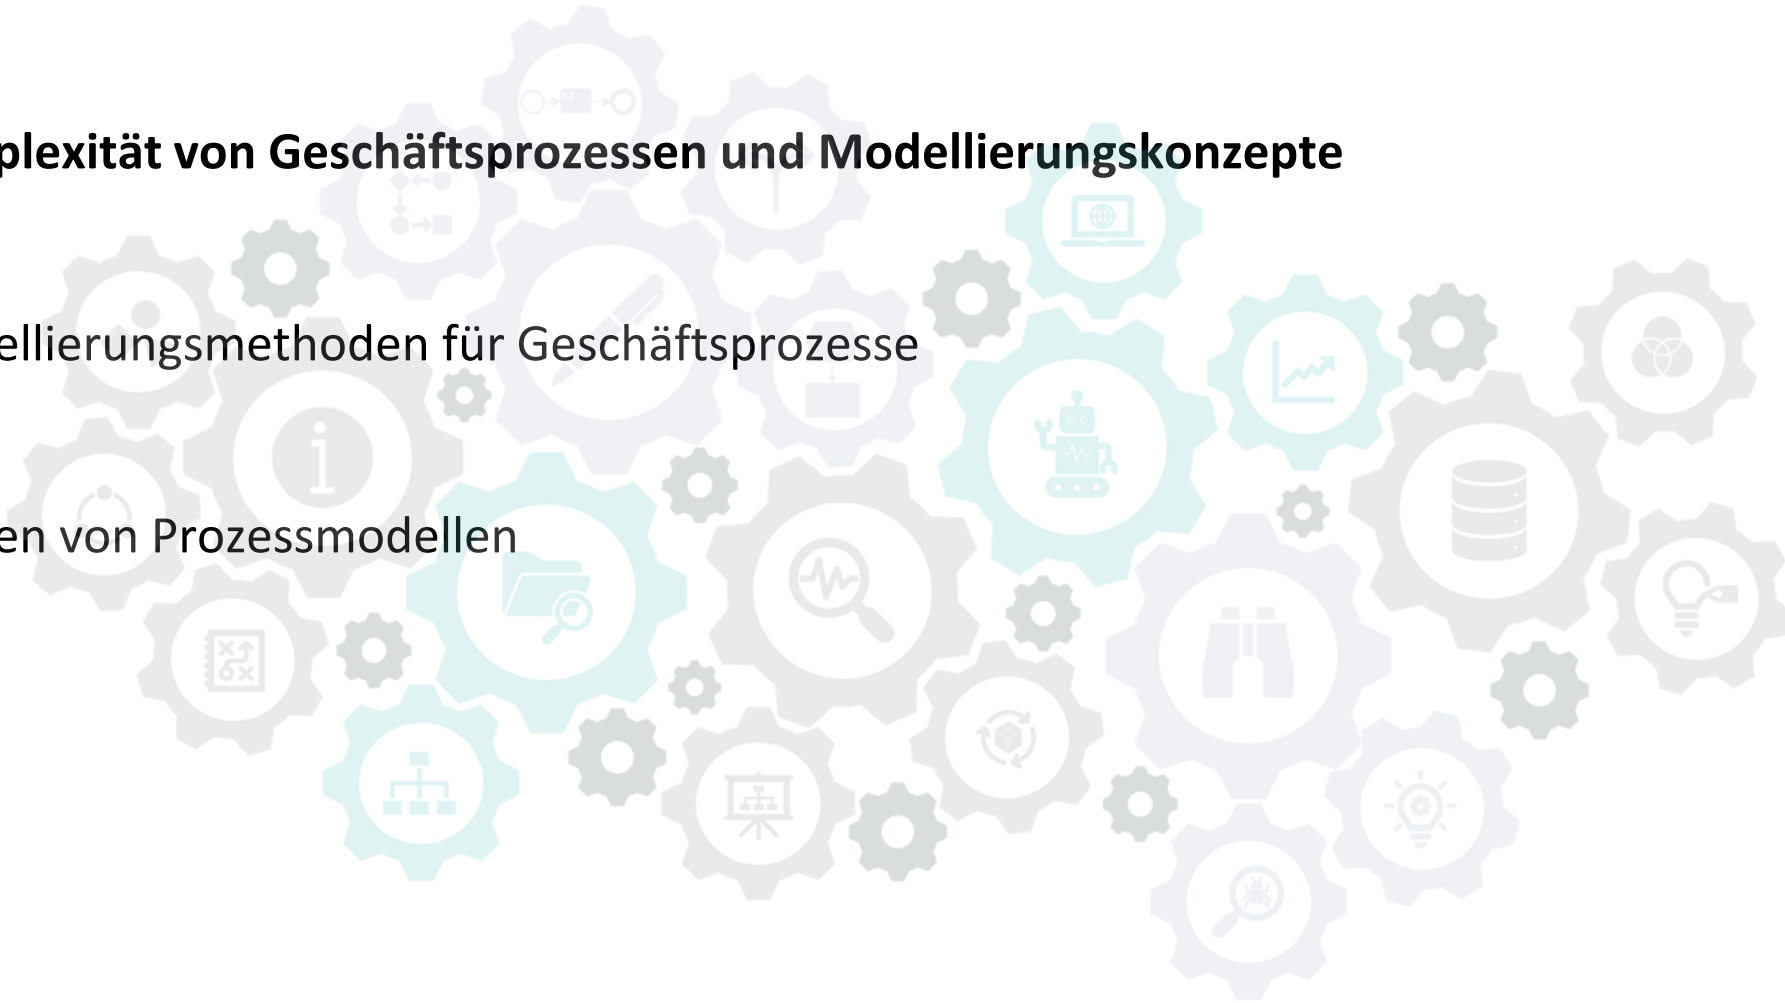 plexität von Geschäftsprozessen und Modellierungskonzepte
ellierungsmethoden für Geschäftsprozesse
en von Prozessmodellen